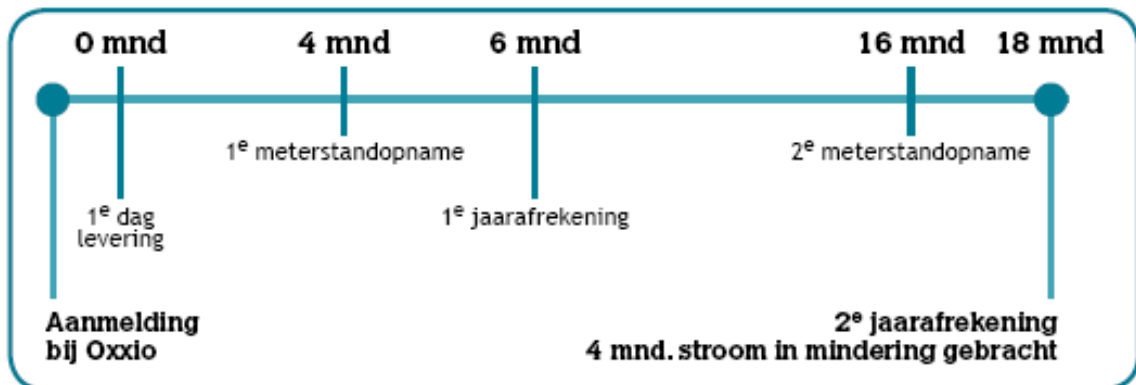 0 mnd 4 mnd 6 mnd 16 mnd 18 mnd
1e meterstandopname 2e meterstandopname
1e dag
levering
1e jaarafrekening
Aanmelding
bij Oxxio
2e jaarafrekening
4 mnd. stroom in mindering gebracht